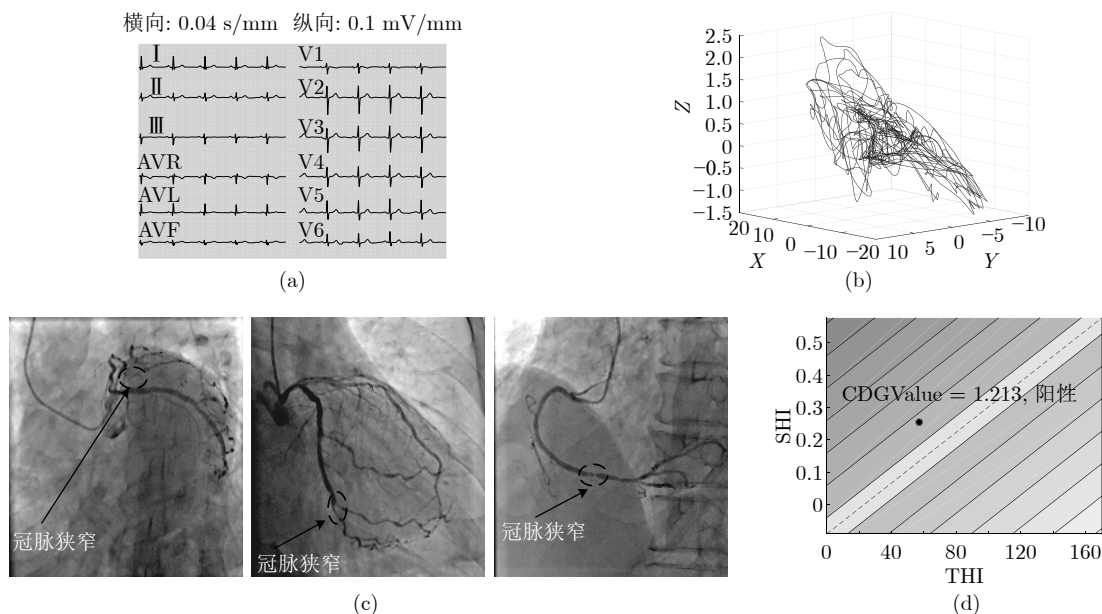 横向: 0.04 s/mm 纵向: 0.1 mV/mm
Ⅰ V1
Ⅱ V2
Ⅲ V3
AVR V4
AVL V5
AVF V6
(a)
2.5
2.0
1.5
1.0
0.5
0
−0.5
−1.0
−1.5
Z
20 10 0 −10 −20
X
10 5 0 −5 −10
Y
(b)
冠脉狭窄
冠脉狭窄
冠脉狭窄
(c)
0.5
0.4
0.3
0.2
0.1
0
SHI
CDGValue = 1.213, 阳性
0 40 80 120 160
THI
(d)